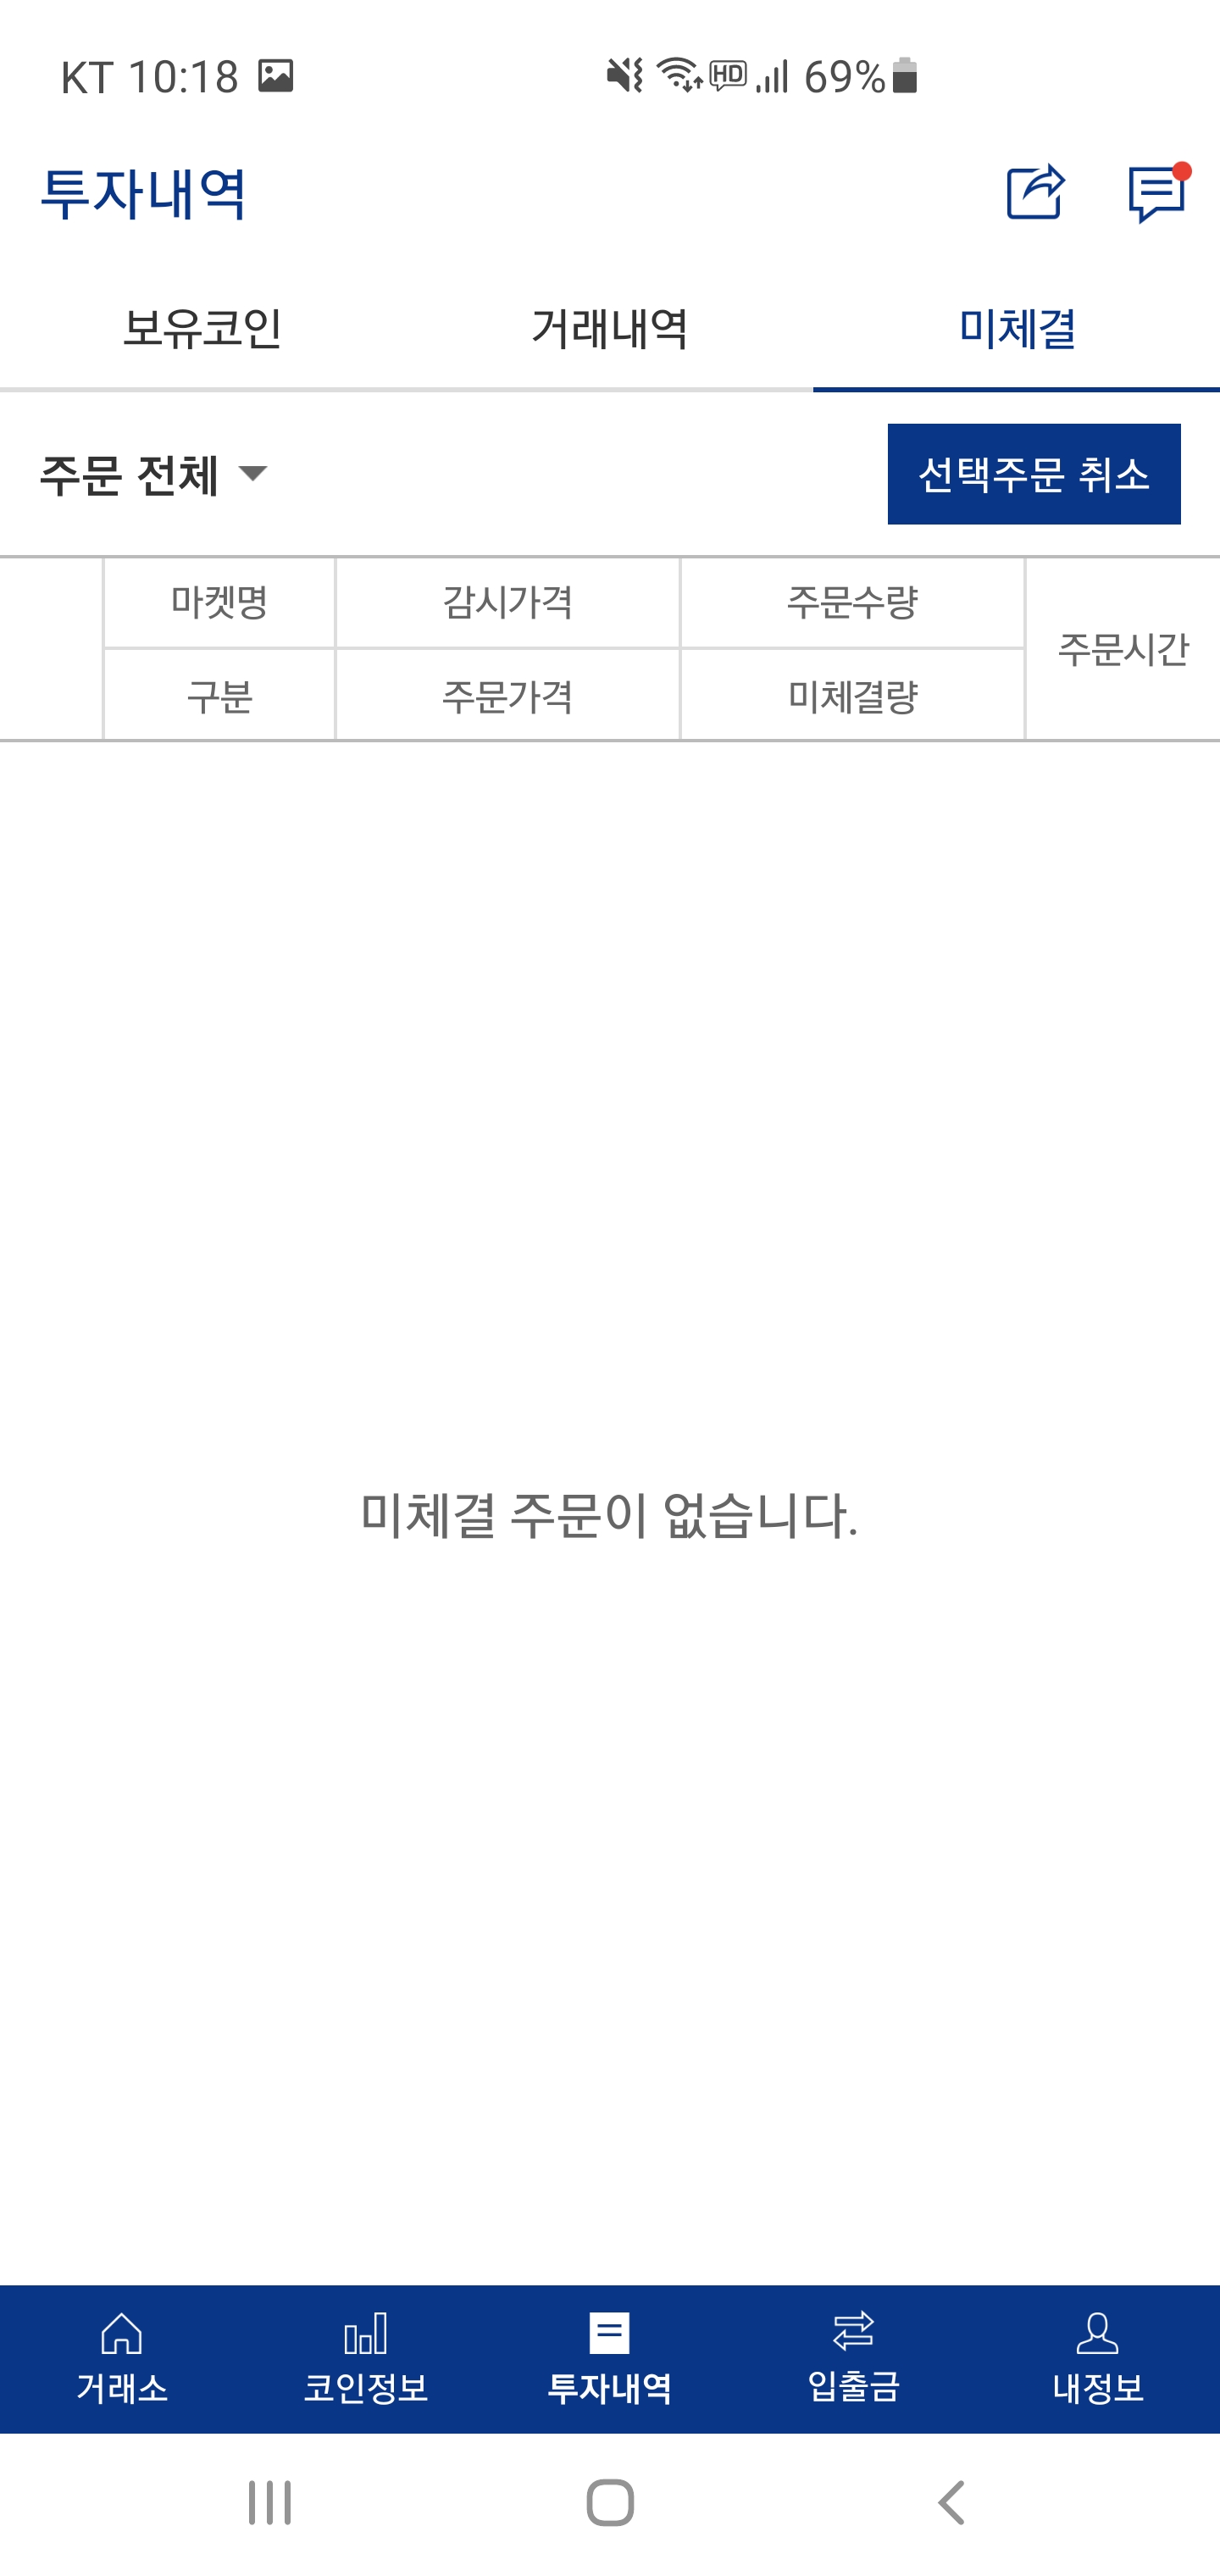 KT 10:18 HD 69%
투자내역
보유코인 거래내역 미체결
주문 전체 선택주문 취소
마켓명 감시가격 주문수량
주문시간
구분 주문가격 미체결량
미체결 주문이 없습니다.
거래소 코인정보 투자내역 입출금 내정보